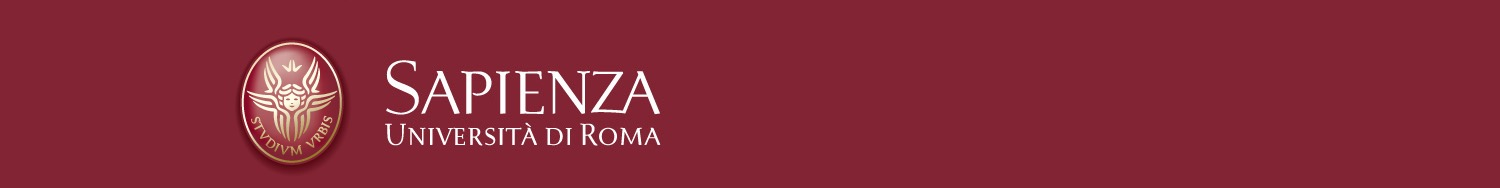 STVDIVM VRBIS
SAPIENZA
UNIVERSITÀ DI ROMA